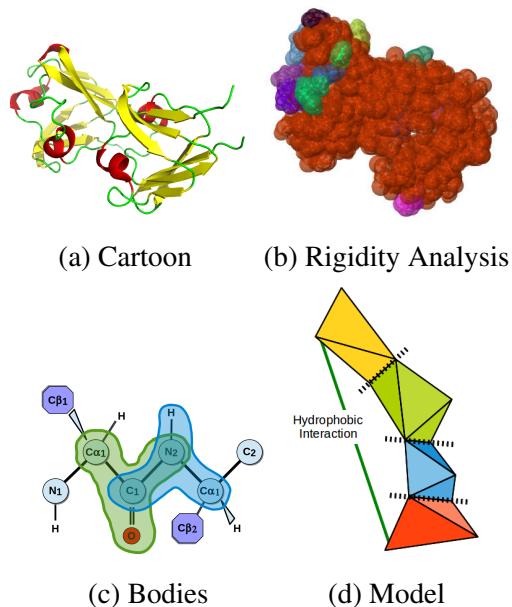 (a) Cartoon
(b) Rigidity Analysis
Cβ1
H
H
Cα1
N2
C2
N1
C1
Cα1
H
O
Cβ2
H
(c) Bodies
Hydrophobic
Interaction
(d) Model